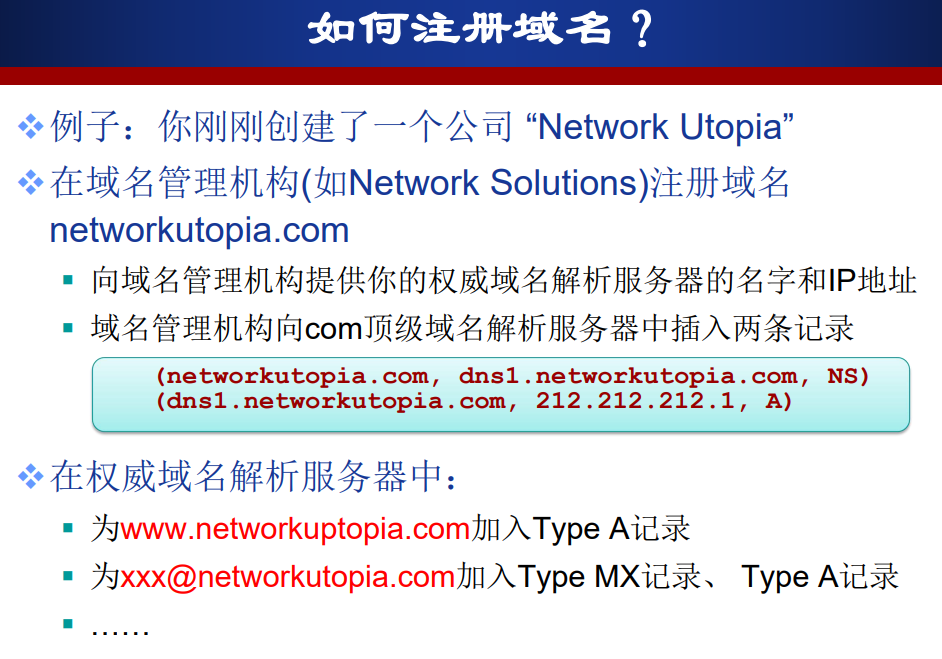 如何注册域名？
例子：你刚刚创建了一个公司 “Network Utopia”
在域名管理机构(如Network Solutions)注册域名
networkutopia.com
向域名管理机构提供你的权威域名解析服务器的名字和IP地址
域名管理机构向com顶级域名解析服务器中插入两条记录
(networkutopia.com, dns1.networkutopia.com, NS)
(dns1.networkutopia.com, 212.212.212.1, A)
在权威域名解析服务器中：
为www.networkuptopia.com加入Type A记录
为xxx@networkutopia.com加入Type MX记录、 Type A记录
……